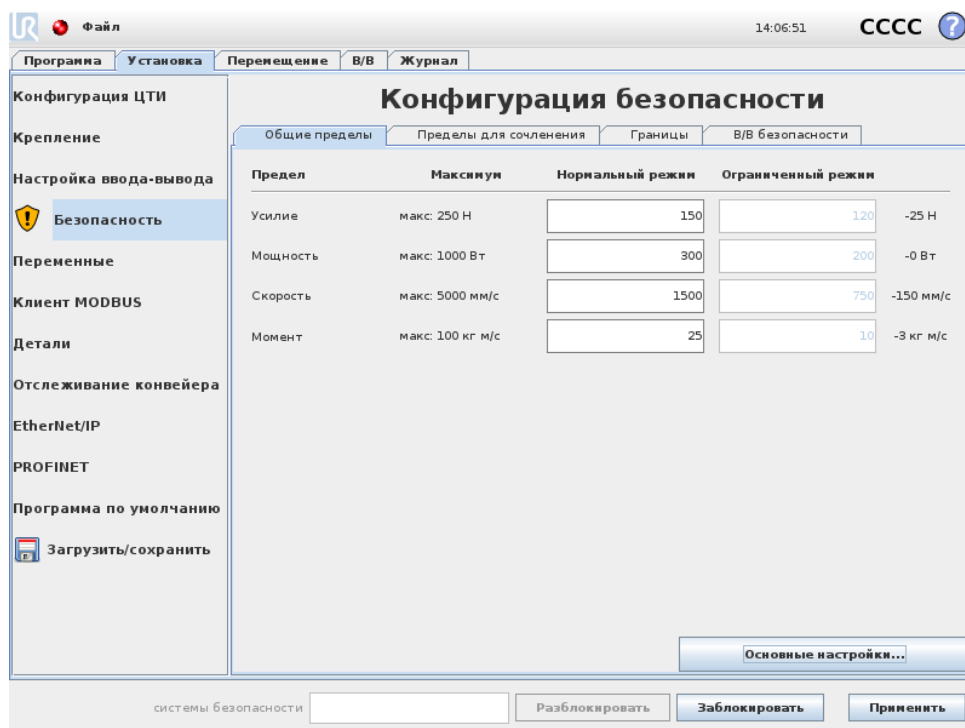 UR Файл 14:06:51 CCCC ?
Программа Установка Перемещение В/В Журнал
Конфигурация ЦТИ
Крепление
Настройка ввода-вывода
Безопасность
Переменные
Клиент MODBUS
Детали
Отслеживание конвейера
EtherNet/IP
PROFINET
Программа по умолчанию
Загрузить/сохранить
Конфигурация безопасности
Общие пределы Пределы для сочленения Границы В/В безопасности
Предел Максимум Нормальный режим Ограниченный режим
Усилие макс: 250 Н 150 120 -25 Н
Мощность макс: 1000 Вт 300 200 -0 Вт
Скорость макс: 5000 мм/с 1500 750 -150 мм/с
Момент макс: 100 кг м/с 25 10 -3 кг м/с
Основные настройки...
системы безопасности Разблокировать Заблокировать Применить